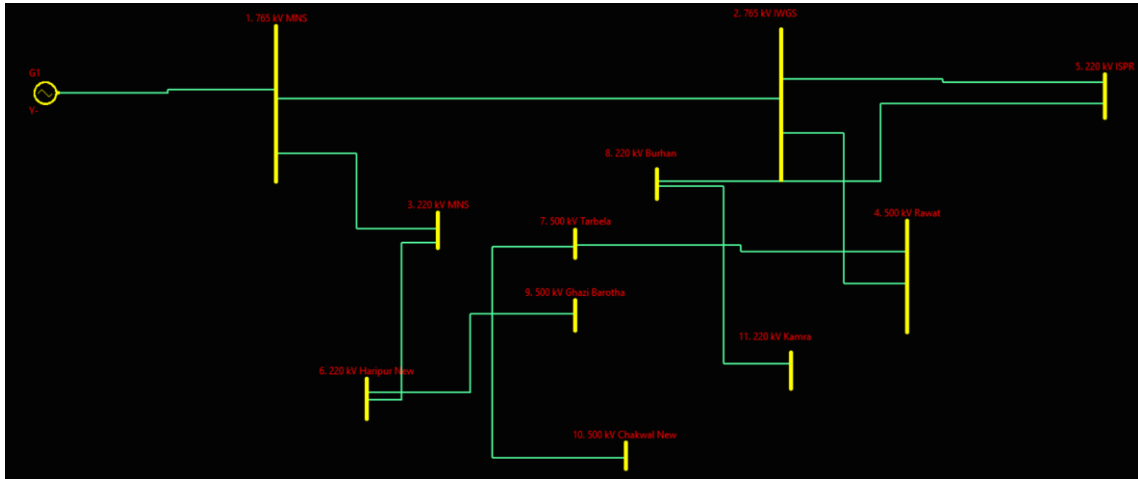 1. 765 kV MNS
2. 765 kV IWGS
G1
Y-
5. 220 kV ISPR
8. 220 kV Burhan
3. 220 kV MNS
7. 500 kV Tarbela
4. 500 kV Rawat
9. 500 kV Ghazi Barotha
11. 220 kV Kamra
6. 220 kV Haripur New
10. 500 kV Chakwal New